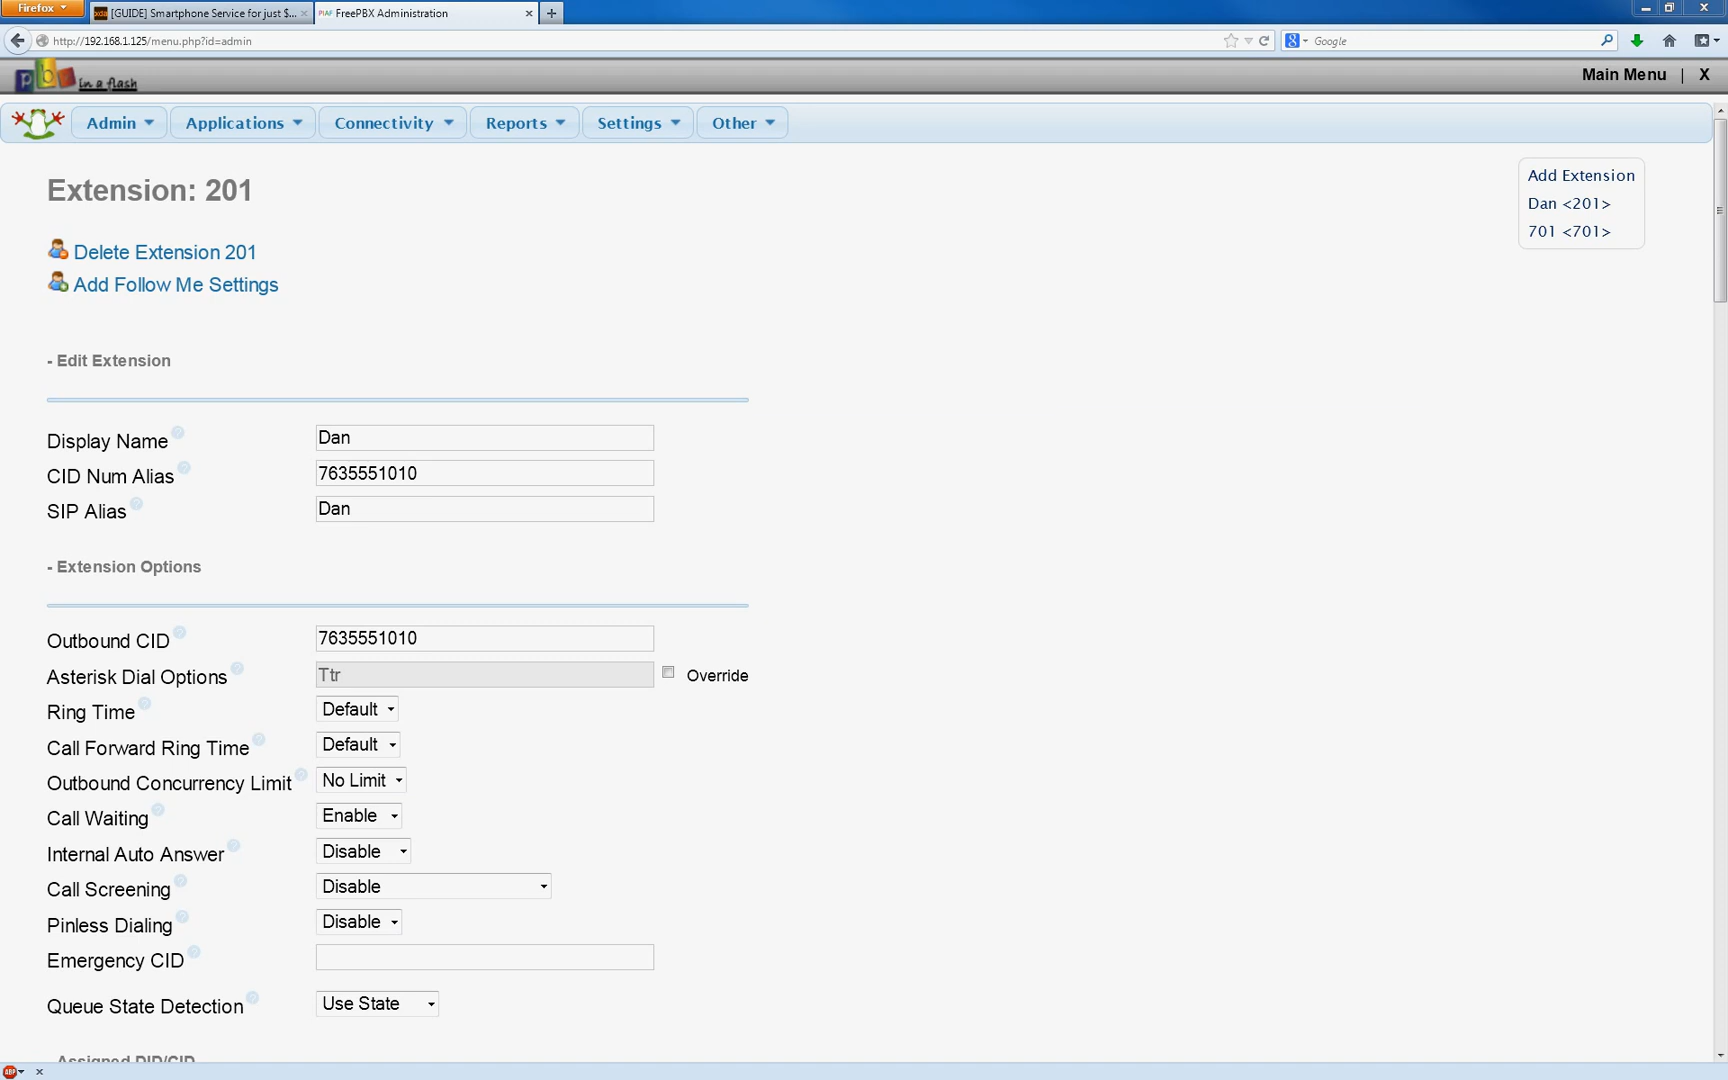 Firefox
[GUIDE] Smartphone Service for just $...
PIAF FreePBX Administration
http://192.168.1.125/menu.php?id=admin
Google
pbx in a flash
Main Menu | X
Admin
Applications
Connectivity
Reports
Settings
Other
Extension: 201
Add Extension
Dan <201>
701 <701>
Delete Extension 201
Add Follow Me Settings
- Edit Extension
Display Name ? Dan
CID Num Alias ? 7635551010
SIP Alias ? Dan
- Extension Options
Outbound CID ? 7635551010
Asterisk Dial Options ? Ttr Override
Ring Time ? Default
Call Forward Ring Time ? Default
Outbound Concurrency Limit ? No Limit
Call Waiting ? Enable
Internal Auto Answer ? Disable
Call Screening ? Disable
Pinless Dialing ? Disable
Emergency CID ?
Queue State Detection ? Use State
- Assigned DID/CID
ABP